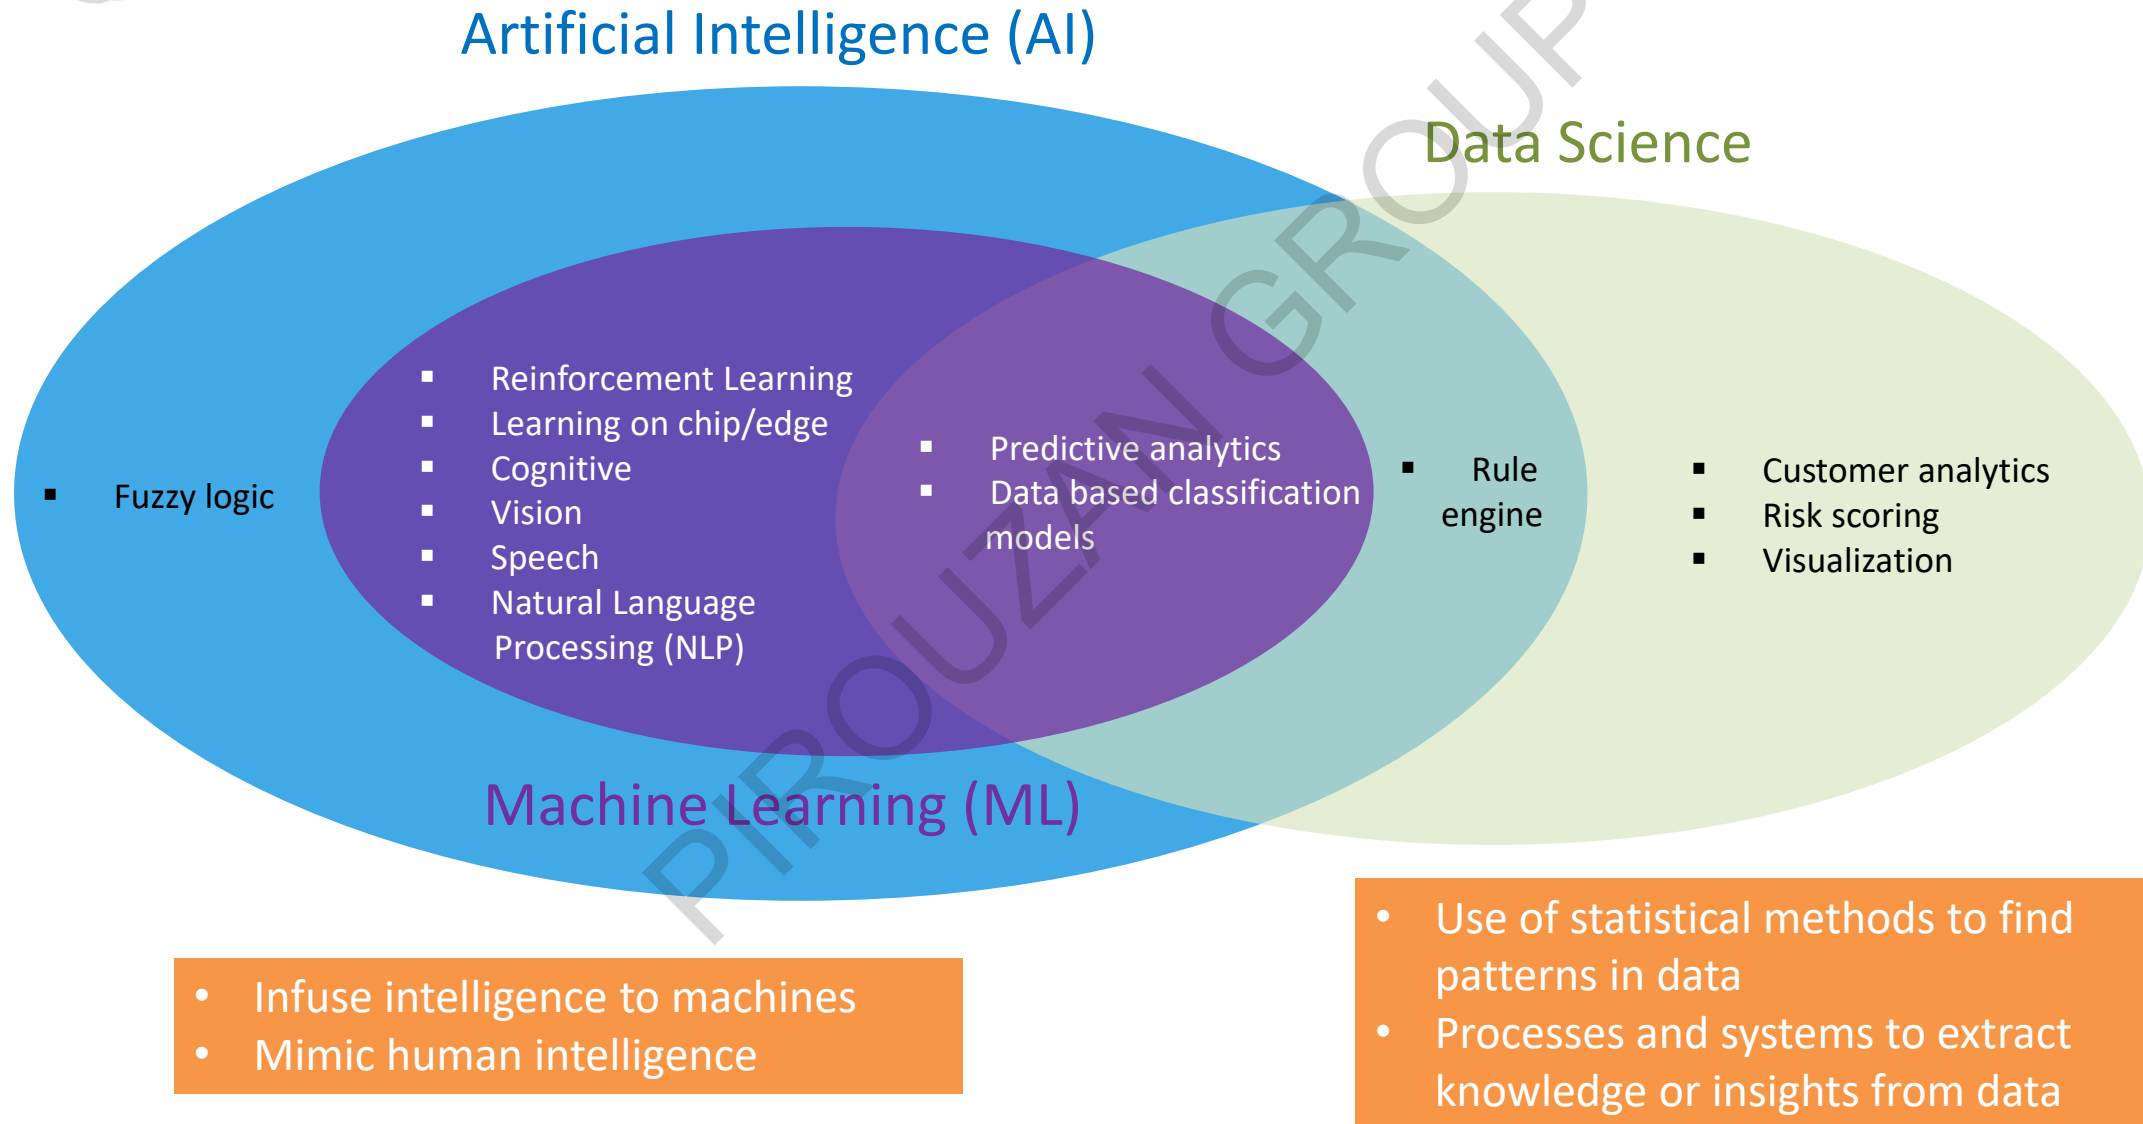 Artificial Intelligence (AI)
Data Science
▪ Fuzzy logic
▪ Reinforcement Learning
▪ Learning on chip/edge
▪ Cognitive
▪ Vision
▪ Speech
▪ Natural Language
Processing (NLP)
▪ Predictive analytics
▪ Data based classification
models
▪ Rule
engine
▪ Customer analytics
▪ Risk scoring
▪ Visualization
Machine Learning (ML)
• Infuse intelligence to machines
• Mimic human intelligence
• Use of statistical methods to find
patterns in data
• Processes and systems to extract
knowledge or insights from data
PIROUZAN GROUP